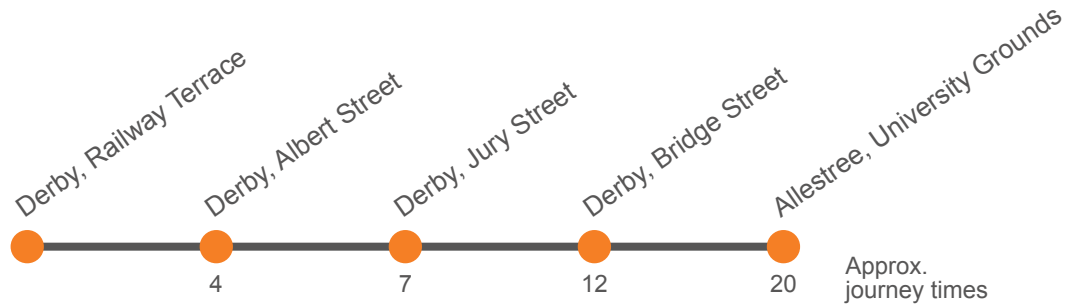 Derby, Railway Terrace
Derby, Albert Street
Derby, Jury Street
Derby, Bridge Street
Allestree, University Grounds
4
7
12
20
Approx.
journey times